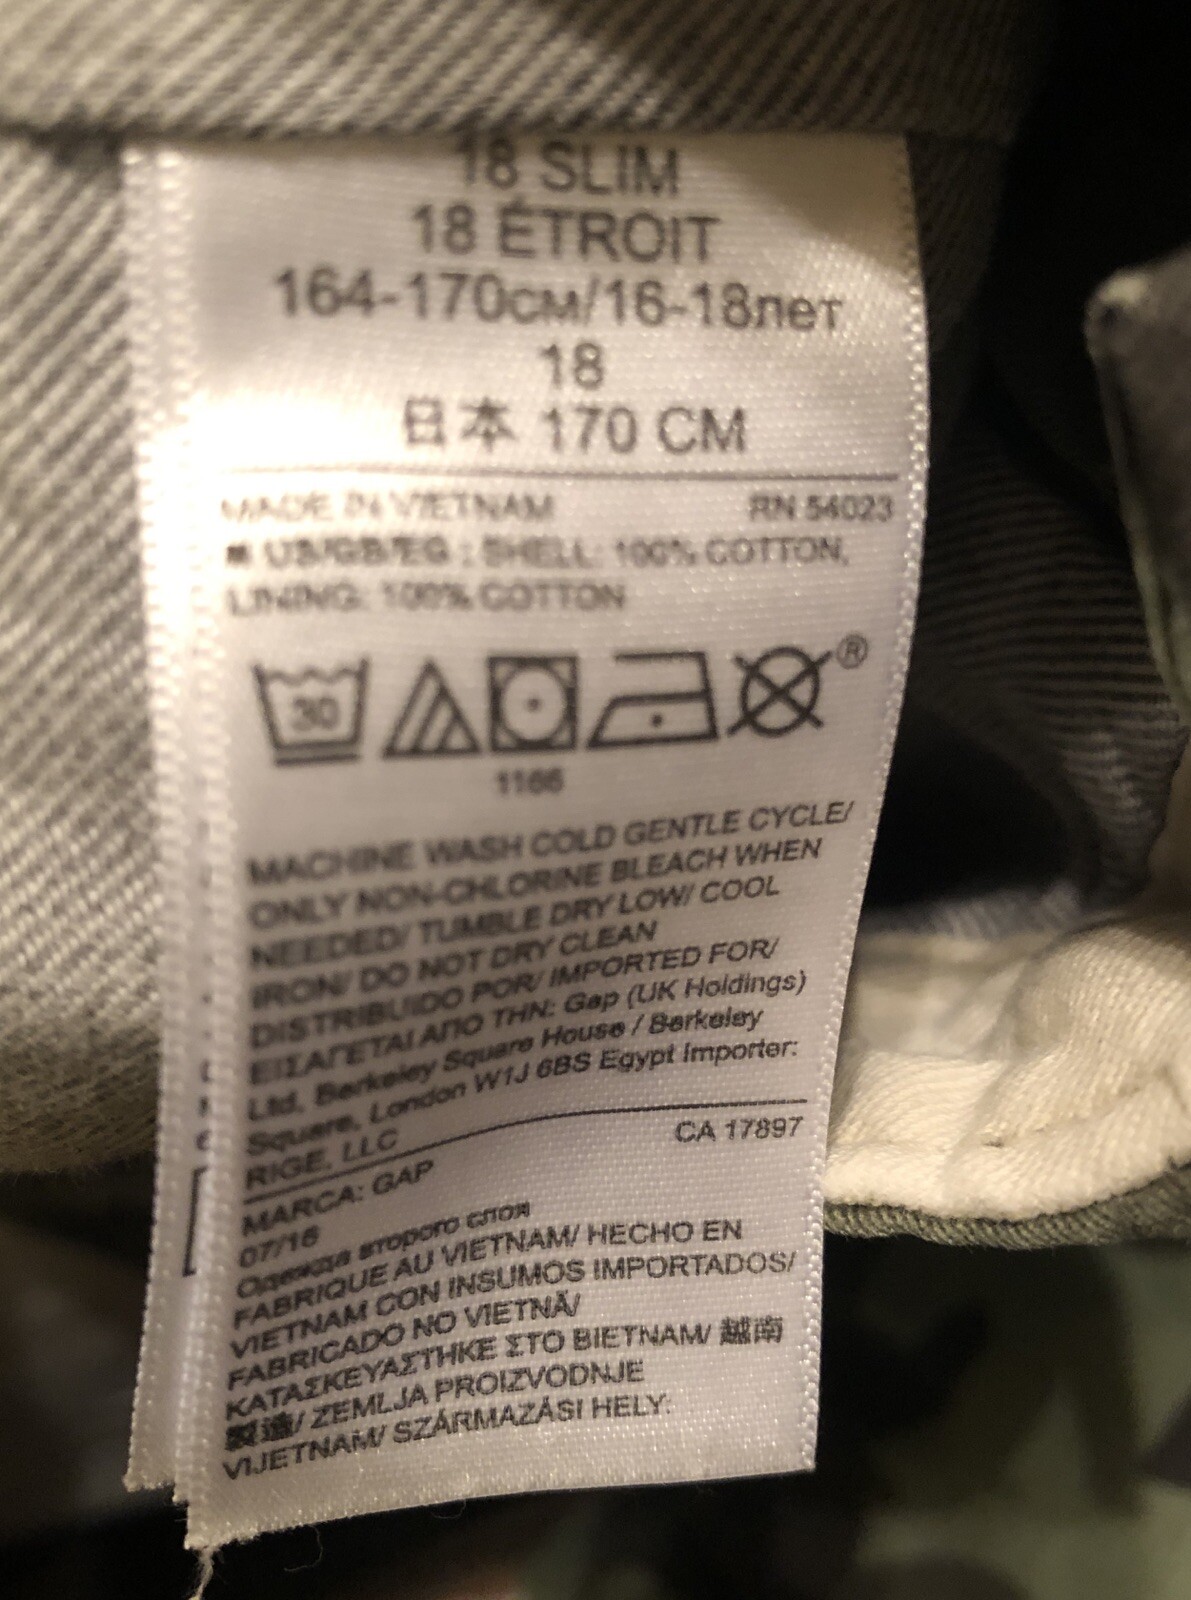 18 SLIM
18 ÉTROIT
164-170см/16-18лет
18
日本 170 CM
MADE IN VIETNAM RN 54023
■ US/GB/EG : SHELL: 100% COTTON,
LINING: 100% COTTON
30 ®
1166
MACHINE WASH COLD GENTLE CYCLE/
ONLY NON-CHLORINE BLEACH WHEN
NEEDED/ TUMBLE DRY LOW/ COOL
IRON/ DO NOT DRY CLEAN
DISTRIBUIDO POR/ IMPORTED FOR/
ΕΙΣΑΓΕΤΑΙ ΑΠΟ ΤΗΝ: Gap (UK Holdings)
Ltd, Berkeley Square House / Berkeley
Square, London W1J 6BS Egypt Importer:
RIGE, LLC
CA 17897
MARCA: GAP
07/16
Одежда второго слоя
FABRIQUE AU VIETNAM/ HECHO EN
VIETNAM CON INSUMOS IMPORTADOS/
FABRICADO NO VIETNÃ/
ΚΑΤΑΣΚΕΥΑΣΤΗΚΕ ΣΤΟ ΒΙΕΤΝΑΜ/ 越南
製造/ ZEMLJA PROIZVODNJE
VIJETNAM/ SZÁRMAZÁSI HELY: